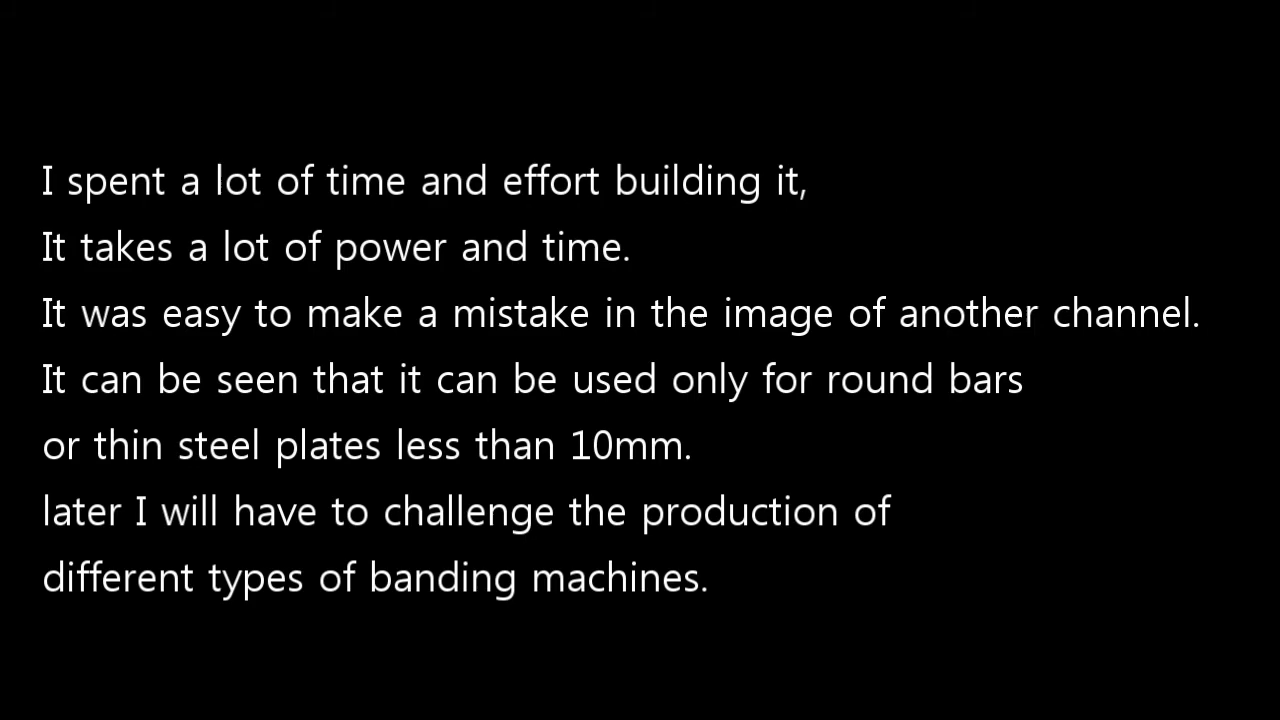 I spent a lot of time and effort building it,
It takes a lot of power and time.
It was easy to make a mistake in the image of another channel.
It can be seen that it can be used only for round bars
or thin steel plates less than 10mm.
later I will have to challenge the production of
different types of banding machines.